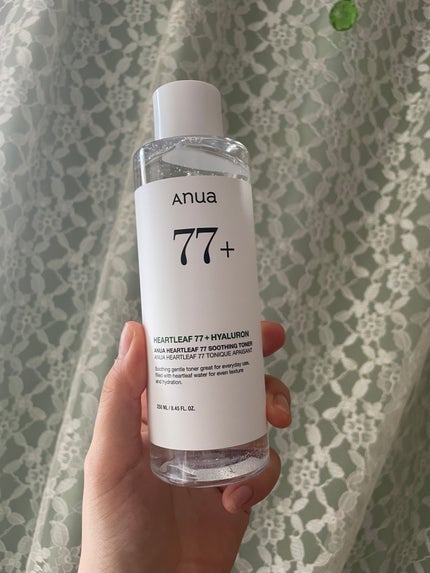 Anua
77+
HEARTLEAF 77 + HYALURON
ANUA HEARTLEAF 77 SOOTHING TONER
ANUA HEARTLEAF 77 TONIQUE APAISANT
Soothing gentle toner great for everyday use,
filled with heartleaf water for even texture
and hydration.
250 ML / 8.45 FL. OZ.